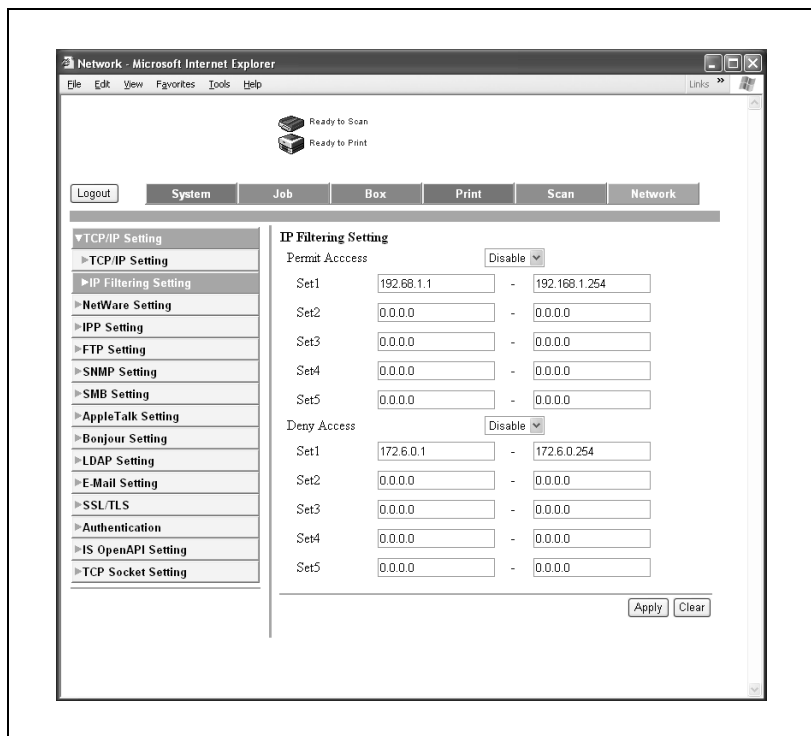 Network - Microsoft Internet Explorer
File Edit View Favorites Tools Help Links »
Ready to Scan
Ready to Print
Logout System Job Box Print Scan Network
▼TCP/IP Setting
▶TCP/IP Setting
▶IP Filtering Setting
▶NetWare Setting
▶IPP Setting
▶FTP Setting
▶SNMP Setting
▶SMB Setting
▶AppleTalk Setting
▶Bonjour Setting
▶LDAP Setting
▶E-Mail Setting
▶SSL/TLS
▶Authentication
▶IS OpenAPI Setting
▶TCP Socket Setting
IP Filtering Setting
Permit Acccess Disable
Set1 192.68.1.1 - 192.168.1.254
Set2 0.0.0.0 - 0.0.0.0
Set3 0.0.0.0 - 0.0.0.0
Set4 0.0.0.0 - 0.0.0.0
Set5 0.0.0.0 - 0.0.0.0
Deny Access Disable
Set1 172.6.0.1 - 172.6.0.254
Set2 0.0.0.0 - 0.0.0.0
Set3 0.0.0.0 - 0.0.0.0
Set4 0.0.0.0 - 0.0.0.0
Set5 0.0.0.0 - 0.0.0.0
Apply Clear